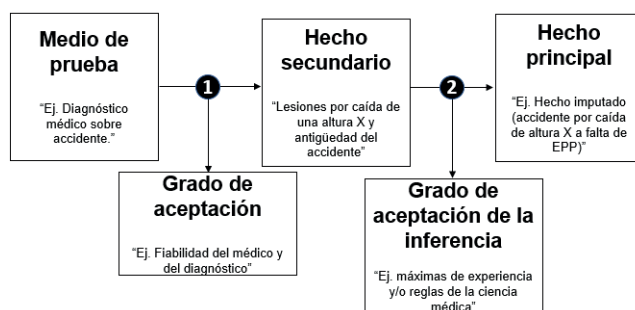 Medio de
prueba
“Ej. Diagnóstico
médico sobre
accidente.”
1
Hecho
secundario
“Lesiones por caída de
una altura X y
antigüedad del
accidente”
2
Hecho
principal
“Ej. Hecho imputado
(accidente por caída
de altura X a falta de
EPP)”
Grado de
aceptación
“Ej. Fiabilidad del médico y
del diagnóstico”
Grado de
aceptación de la
inferencia
“Ej. máximas de experiencia
y/o reglas de la ciencia
médica”